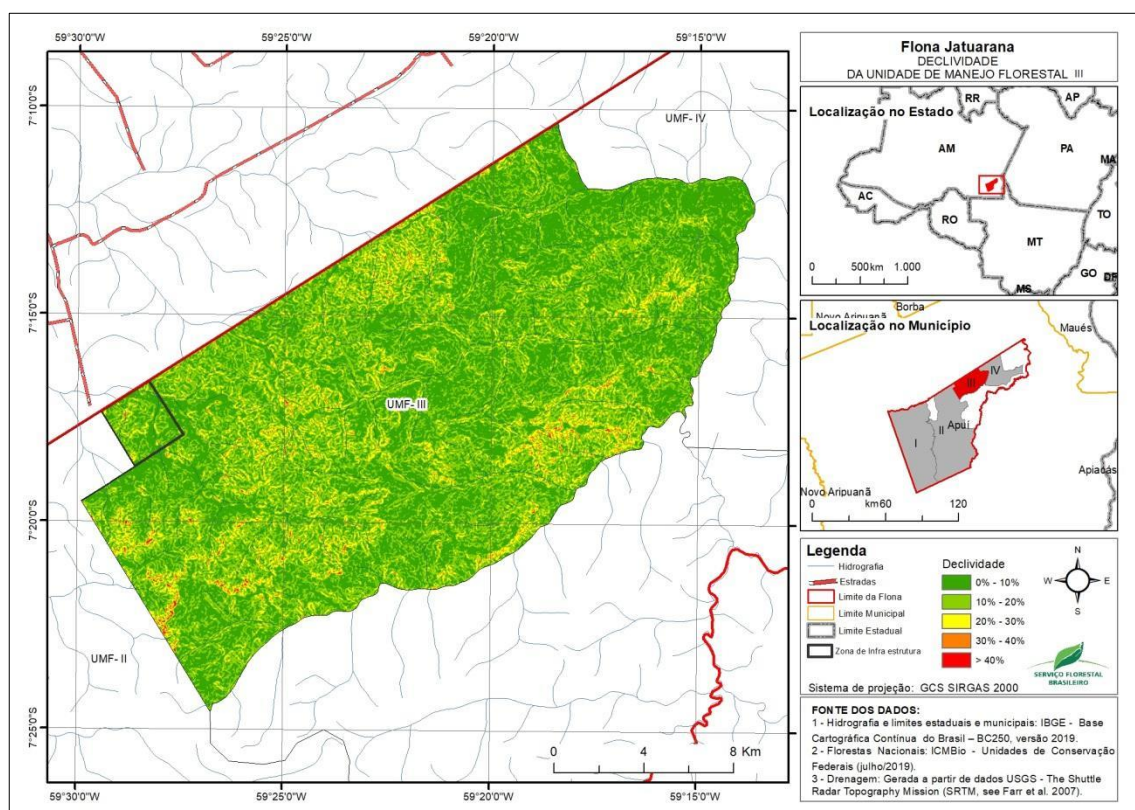 59°30'0"W
59°25'0"W
59°20'0"W
59°15'0"W
7°10'0"S
7°15'0"S
7°20'0"S
7°25'0"S
UMF-IV
UMF-III
UMF-II
0 2 4 8 Km
59°30'0"W
59°25'0"W
59°20'0"W
59°15'0"W
Flona Jatuarana
DECLIVIDADE
DA UNIDADE DE MANEJO FLORESTAL III
Localização no Estado
RR
AP
AM
PA
MA
AC
RO
TO
MT
GO
DF
MS
0 500 km 1.000
Localização no Município
Novo Aripuanã
Borba
Maués
III
IV
I
II
Apuí
Apiacás
Novo Aripuanã
0 km 60 120
Legenda
Hidrografia
Estradas
Limite da Flona
Limite Municipal
Limite Estadual
Zona de Infra estrutura
Declividade
0% - 10%
10% - 20%
20% - 30%
30% - 40%
> 40%
N
W E
S
SERVIÇO FLORESTAL
BRASILEIRO
Sistema de projeção: GCS SIRGAS 2000
FONTE DOS DADOS:
1 - Hidrografia e limites estaduais e municipais: IBGE - Base
Cartográfica Contínua do Brasil – BC250, versão 2019.
2 - Florestas Nacionais: ICMBio - Unidades de Conservação
Federais (julho/2019).
3 - Drenagem: Gerada a partir de dados USGS - The Shuttle
Radar Topography Mission (SRTM, see Farr et al. 2007).